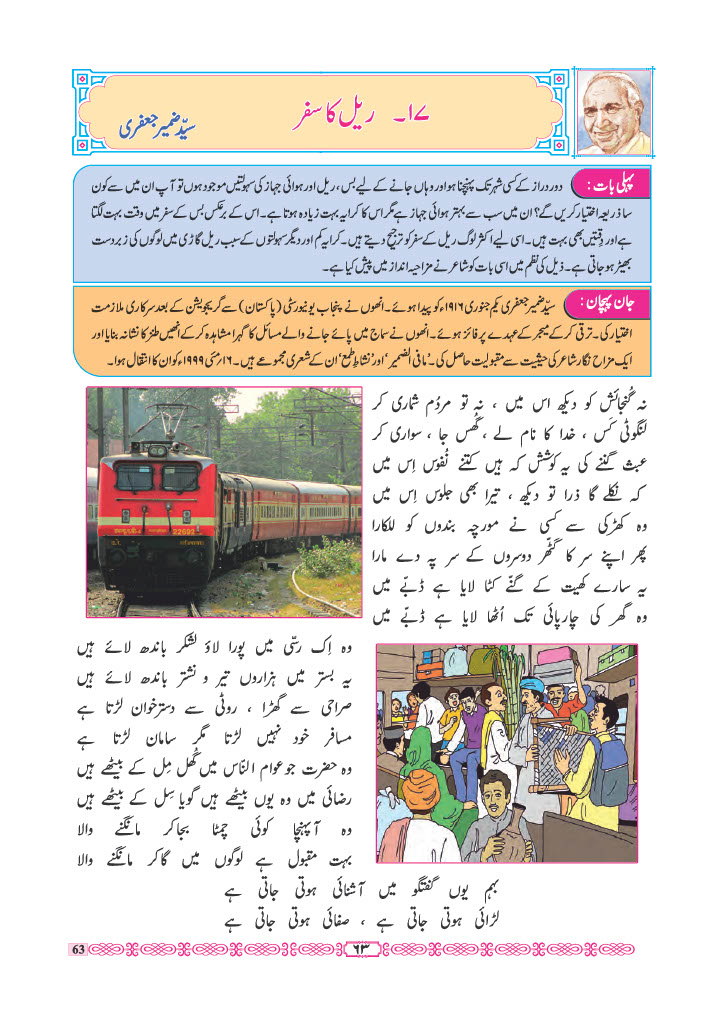 ۱۷۔ ریل کا سفر
سیّد ضمیر جعفری
پہلی بات :
دور دراز کے کسی شہر تک پہنچنا ہو اور وہاں جانے کے لیے بس، ریل اور ہوائی جہاز کی سہولتیں موجود ہوں تو آپ ان میں سے کون
سا ذریعہ اختیار کریں گے؟ ان میں سب سے بہتر ہوائی جہاز ہے مگر اس کا کرایہ بہت زیادہ ہوتا ہے۔ اس کے برعکس بس کے سفر میں وقت بہت لگتا
ہے اور دِقتیں بھی بہت ہیں۔ اسی لیے اکثر لوگ ریل کے سفر کو ترجیح دیتے ہیں۔ کرایہ کم اور دیگر سہولتوں کے سبب ریل گاڑی میں لوگوں کی زبردست
بھیڑ ہو جاتی ہے۔ ذیل کی نظم میں اسی بات کو شاعر نے مزاحیہ انداز میں پیش کیا ہے۔
جان پہچان :
سیّد ضمیر جعفری یکم جنوری ۱۹۱۶ء کو پیدا ہوئے۔ انھوں نے پنجاب یونیورسٹی (پاکستان) سے گریجویشن کے بعد سرکاری ملازمت
اختیار کی۔ ترقی کر کے میجر کے عہدے پر فائز ہوئے۔ انھوں نے سماج میں پائے جانے والے مسائل کا گہرا مشاہدہ کر کے انھیں طنز کا نشانہ بنایا اور
ایک مزاح نگار شاعر کی حیثیت سے مقبولیت حاصل کی۔ 'مافی الضمیر' اور 'نشاطِ طبع' ان کے شعری مجموعے ہیں۔ ۱۶؍مئی ۱۹۹۹ء کو ان کا انتقال ہوا۔
نہ گُنجائش کو دیکھ اس میں ، نہ تو مردُم شماری کر
لنگوٹی کَس ، خدا کا نام لے ، گُھس جا ، سواری کر
عبث گننے کی یہ کوشش کہ ہیں کتنے نُفوس اِس میں
کہ نکلے گا ذرا تو دیکھ ، تیرا بھی جلوس اِس میں
وہ کھڑکی سے کسی نے مورچہ بندوں کو للکارا
پھر اپنے سر کا گٹھّر دوسروں کے سر پہ دے مارا
یہ سارے کھیت کے گنّے کٹا لایا ہے ڈبّے میں
وہ گھر کی چارپائی تک اُٹھا لایا ہے ڈبّے میں
وہ اِک رسّی میں پورا لاؤ لشکر باندھ لائے ہیں
یہ بستر میں ہزاروں تیر و نشتر باندھ لائے ہیں
صراحی سے گھڑا ، روٹی سے دسترخوان لڑتا ہے
مسافر خود نہیں لڑتا مگر سامان لڑتا ہے
وہ حضرت جو عوام النّاس میں گُھل مِل کے بیٹھے ہیں
رضائی میں وہ یوں بیٹھے ہیں گویا سِل کے بیٹھے ہیں
وہ آپہنچا کوئی چمٹا بجاکر مانگنے والا
بہت مقبول ہے لوگوں میں گاکر مانگنے والا
بہم یوں گفتگو میں آشنائی ہوتی جاتی ہے
لڑائی ہوتی جاتی ہے ، صفائی ہوتی جاتی ہے
22692
63
۶۳